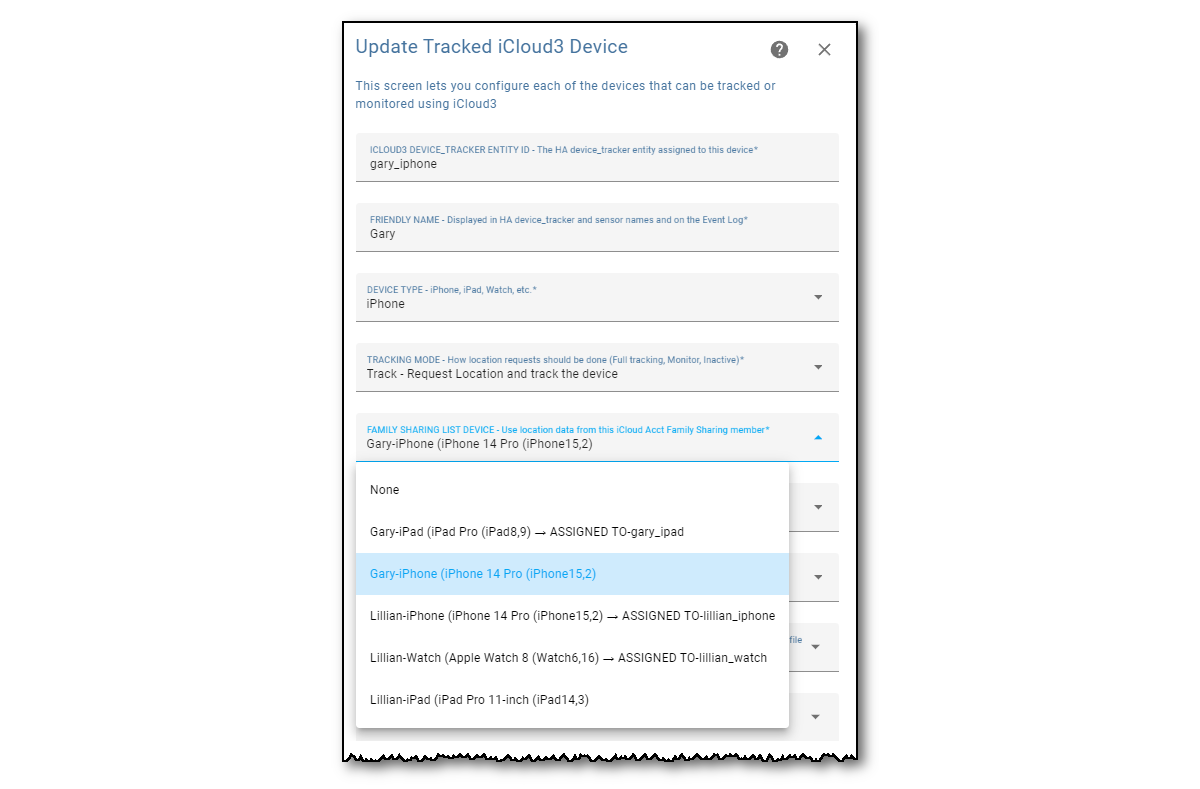 Update Tracked iCloud3 Device
This screen lets you configure each of the devices that can be tracked or
monitored using iCloud3
ICLOUD3 DEVICE_TRACKER ENTITY ID - The HA device_tracker entity assigned to this device*
gary_iphone
FRIENDLY NAME - Displayed in HA device_tracker and sensor names and on the Event Log*
Gary
DEVICE TYPE - iPhone, iPad, Watch, etc.*
iPhone
TRACKING MODE - How location requests should be done (Full tracking, Monitor, Inactive)*
Track - Request Location and track the device
FAMILY SHARING LIST DEVICE - Use location data from this iCloud Acct Family Sharing member*
Gary-iPhone (iPhone 14 Pro (iPhone15,2)
None
Gary-iPad (iPad Pro (iPad8,9) → ASSIGNED TO-gary_ipad
Gary-iPhone (iPhone 14 Pro (iPhone15,2)
Lillian-iPhone (iPhone 14 Pro (iPhone15,2) → ASSIGNED TO-lillian_iphone
file
Lillian-Watch (Apple Watch 8 (Watch6,16) → ASSIGNED TO-lillian_watch
Lillian-iPad (iPad Pro 11-inch (iPad14,3)